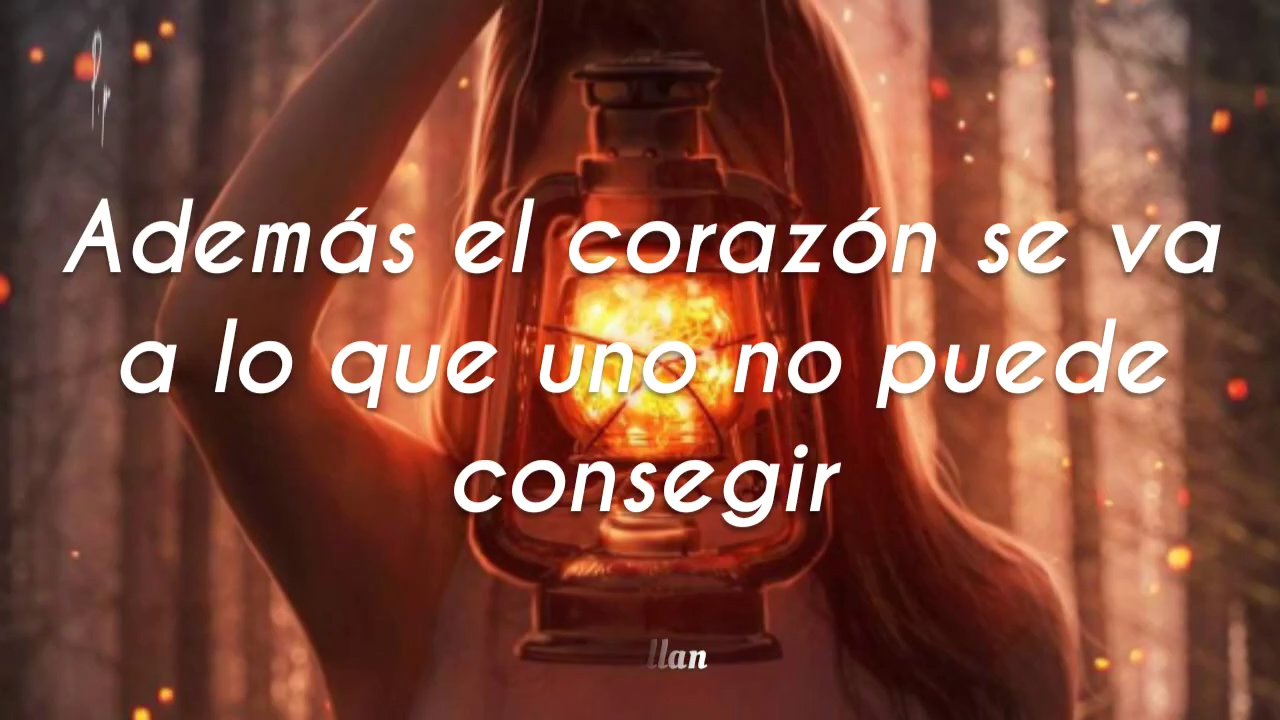 Además el corazón se va
a lo que uno no puede
consegir
llan